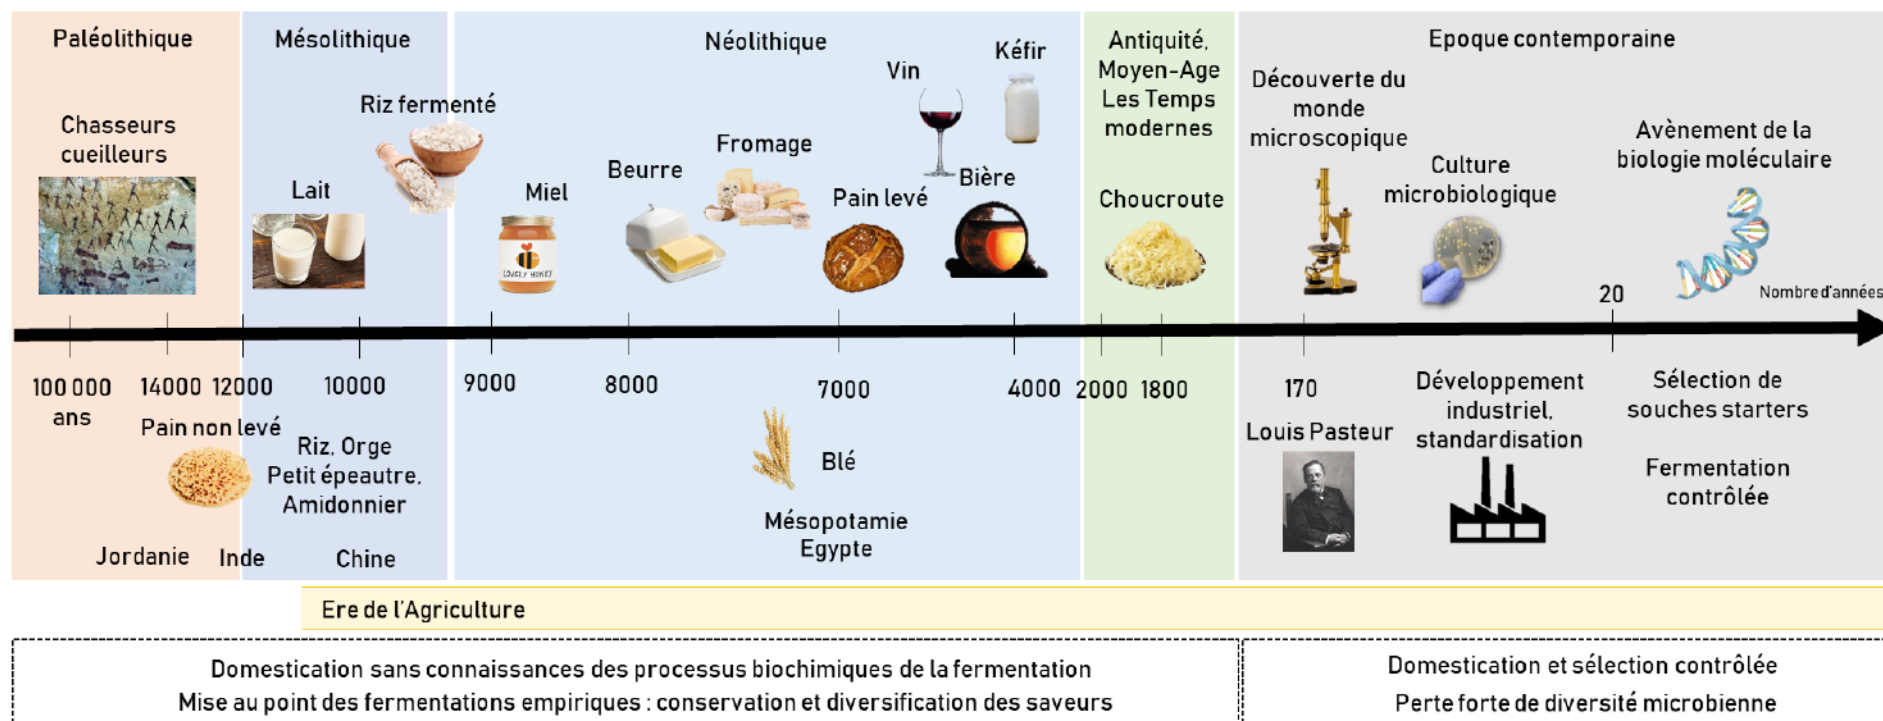 Paléolithique
Mésolithique
Néolithique
Antiquité,
Moyen-Age
Les Temps
modernes
Epoque contemporaine
Chasseurs
cueilleurs
Lait
Riz fermenté
Miel
LOVELY HONEY
Beurre
Fromage
Pain levé
Vin
Bière
Kéfir
Choucroute
Découverte du
monde
microscopique
Culture
microbiologique
Avènement de la
biologie moléculaire
20
Nombre d'années
100 000
ans
14000
12000
10000
9000
8000
7000
4000
2000
1800
170
Pain non levé
Riz, Orge
Petit épeautre,
Amidonnier
Blé
Mésopotamie
Egypte
Louis Pasteur
Développement
industriel,
standardisation
Sélection de
souches starters
Fermentation
contrôlée
Jordanie
Inde
Chine
Ere de l'Agriculture
Domestication sans connaissances des processus biochimiques de la fermentation
Mise au point des fermentations empiriques : conservation et diversification des saveurs
Domestication et sélection contrôlée
Perte forte de diversité microbienne